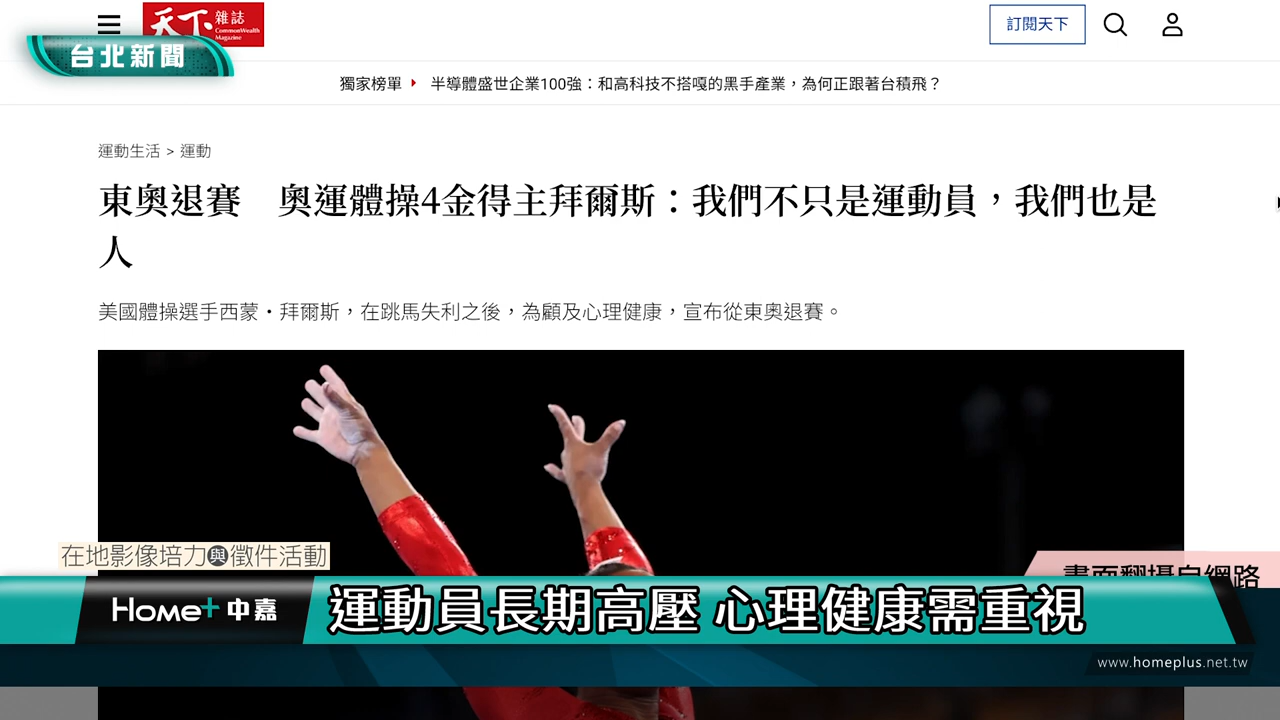 天下雜誌
CommonWealth
Magazine
訂閱天下
台北新聞
獨家榜單 半導體盛世企業100強：和高科技不搭嘎的黑手產業，為何正跟著台積飛？
運動生活 > 運動
東奧退賽　奧運體操4金得主拜爾斯：我們不只是運動員，我們也是
人
美國體操選手西蒙・拜爾斯，在跳馬失利之後，為顧及心理健康，宣布從東奧退賽。
在地影像培力與徵件活動
畫面翻攝自網路
Home+中嘉
運動員長期高壓 心理健康需重視
www.homeplus.net.tw